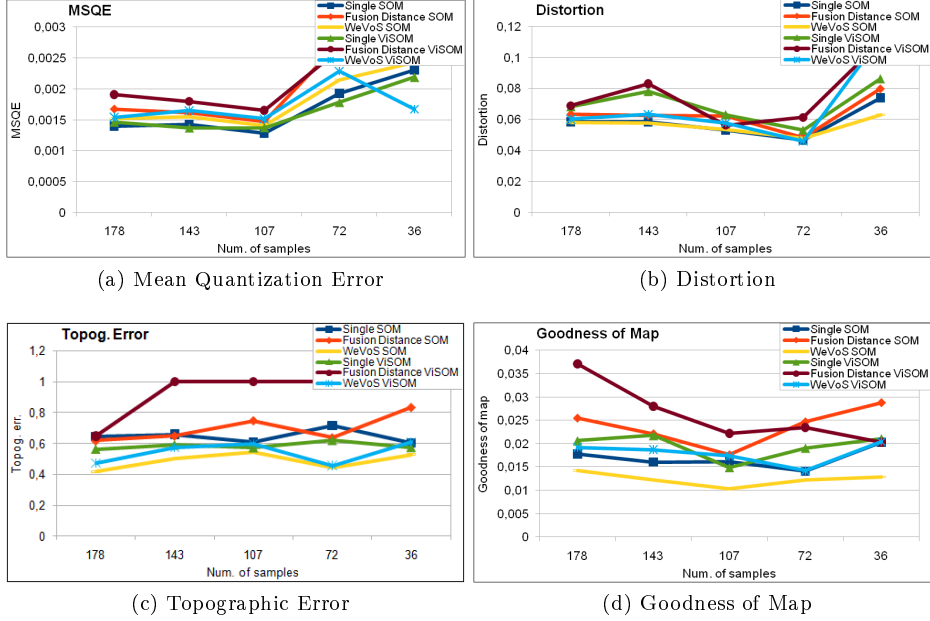 MSQE
Single SOM
Fusion Distance SOM
WeVoS SOM
Single ViSOM
Fusion Distance ViSOM
WeVoS ViSOM
0,003
0,0025
0,002
0,0015
0,001
0,0005
0
MSQE
178 143 107 72 36
Num. of samples
(a) Mean Quantization Error
Distortion
Single SOM
Fusion Distance SOM
WeVoS SOM
Single ViSOM
Fusion Distance ViSOM
WeVoS ViSOM
0,12
0,1
0,08
0,06
0,04
0,02
0
Distortion
178 143 107 72 36
Num. of samples
(b) Distortion
Topog. Error
Single SOM
Fusion Distance SOM
WeVoS SOM
Single ViSOM
Fusion Distance ViSOM
WeVoS ViSOM
1,2
1
0,8
0,6
0,4
0,2
0
Topog. err.
178 143 107 72 36
Num. of samples
(c) Topographic Error
Goodness of Map
Single SOM
Fusion Distance SOM
WeVoS SOM
Single ViSOM
Fusion Distance ViSOM
WeVoS ViSOM
0,04
0,035
0,03
0,025
0,02
0,015
0,01
0,005
0
Goodness of map
178 143 107 72 36
Num. of samples
(d) Goodness of Map